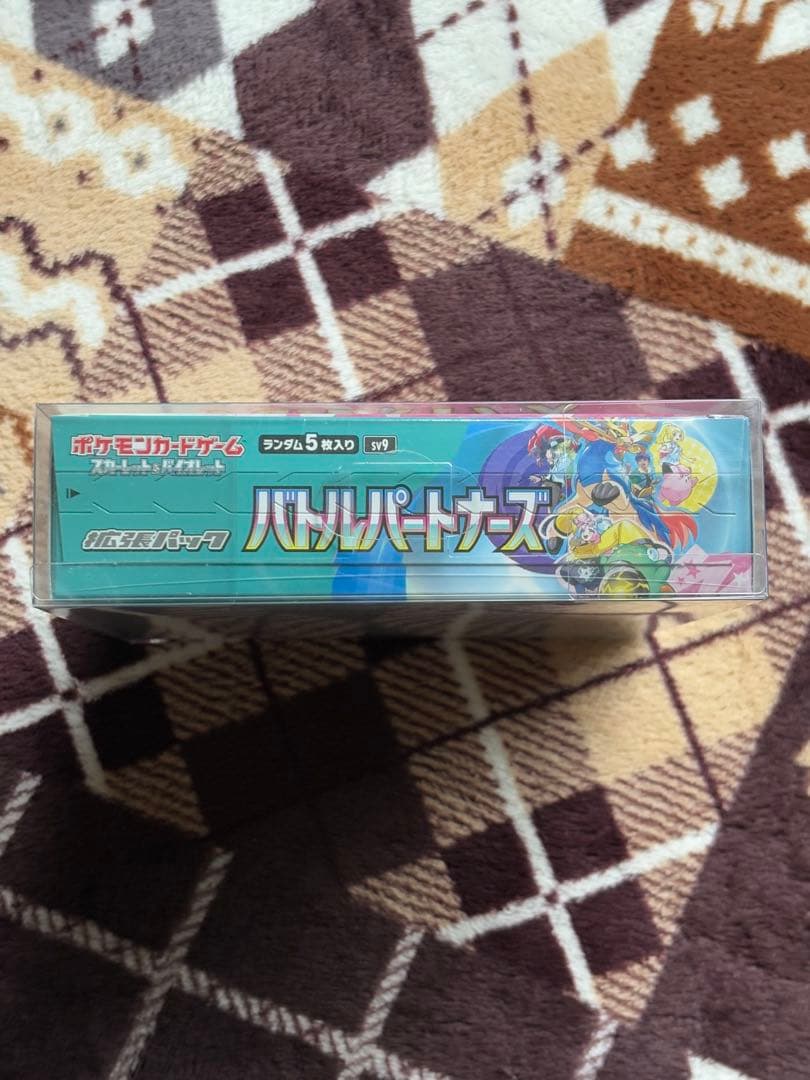 ポケモンカードゲーム
スカーレット&バイオレット
ランダム5枚入り
SV9
拡張パック
バトルパートナーズ